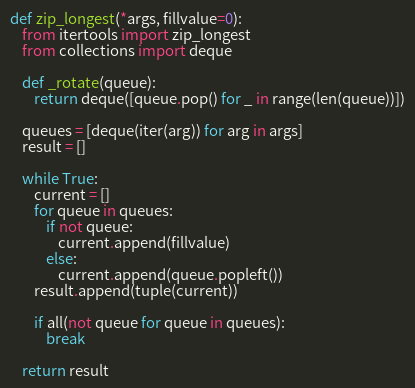 def zip_longest(*args, fillvalue=0):
    from itertools import zip_longest
    from collections import deque

    def _rotate(queue):
        return deque([queue.pop() for _ in range(len(queue))])

    queues = [deque(iter(arg)) for arg in args]
    result = []

    while True:
        current = []
        for queue in queues:
            if not queue:
                current.append(fillvalue)
            else:
                current.append(queue.popleft())
        result.append(tuple(current))

        if all(not queue for queue in queues):
            break

    return result